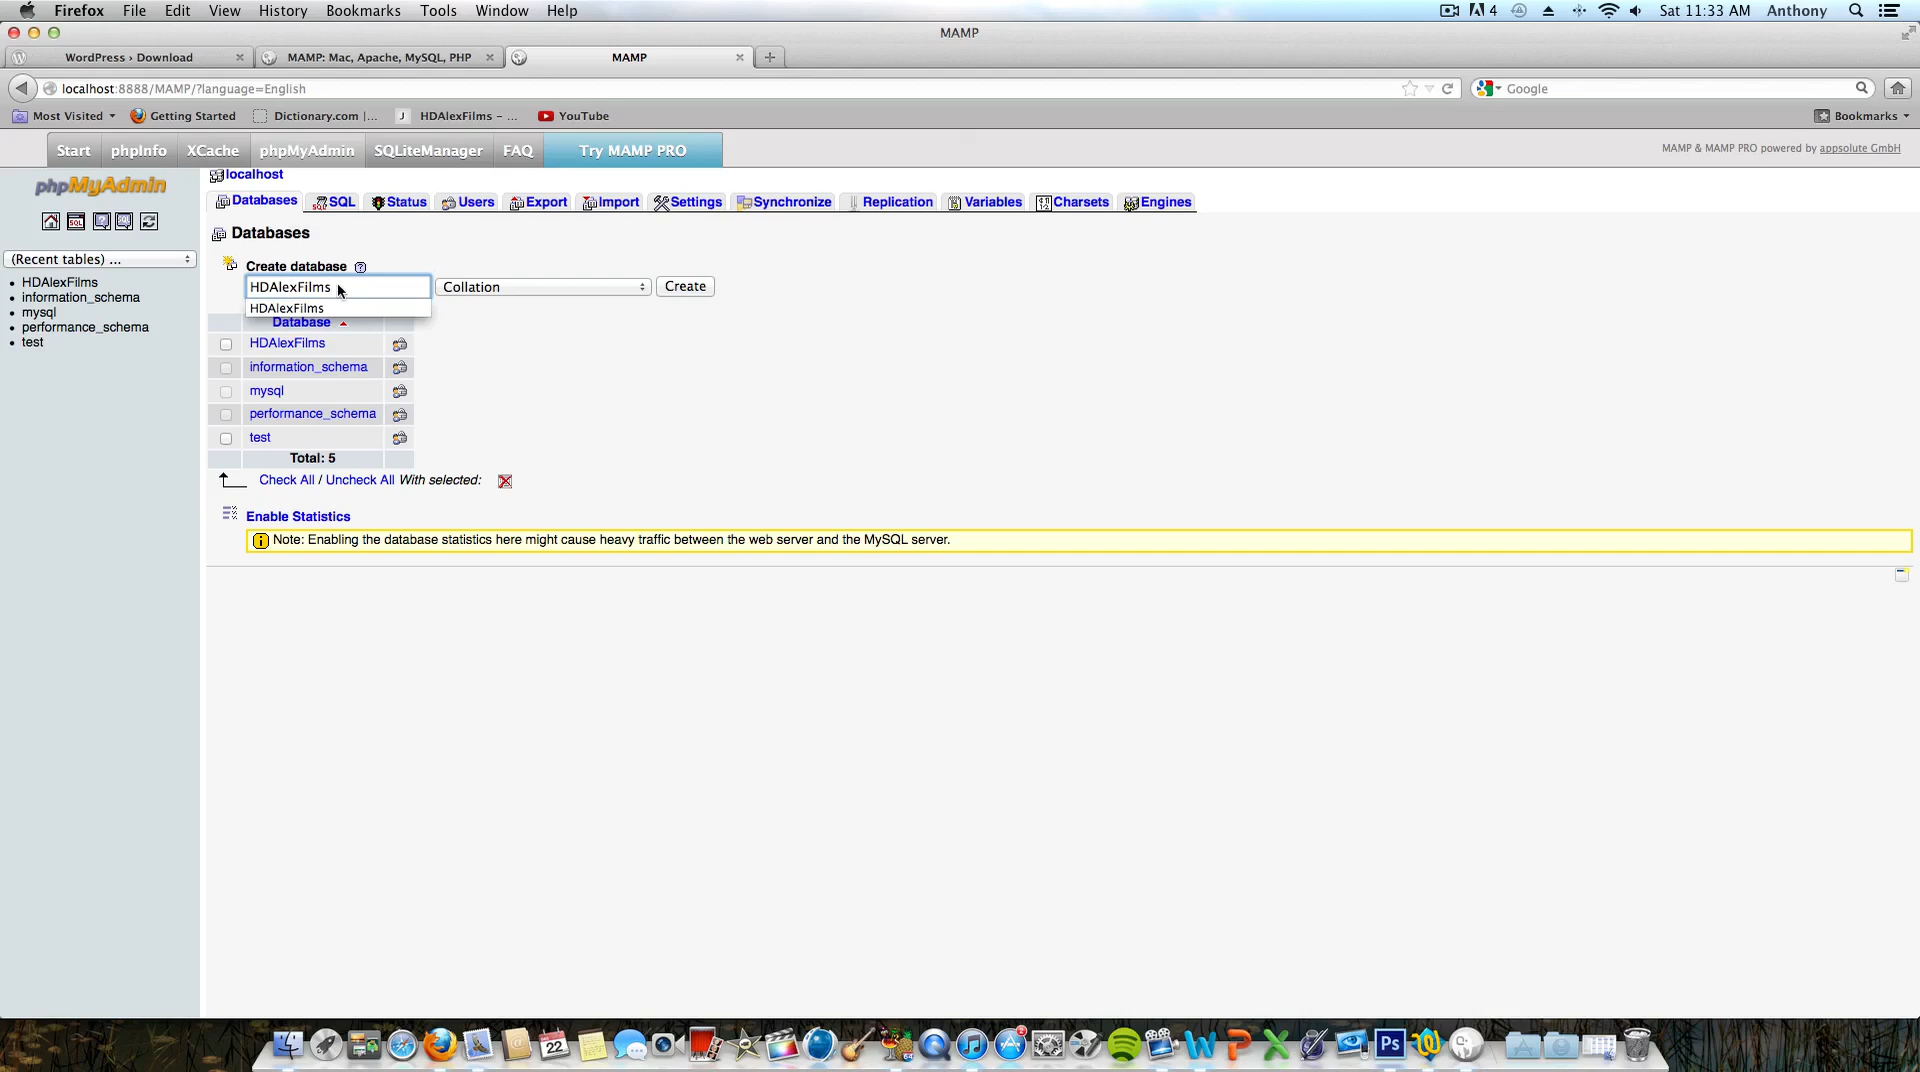 Firefox File Edit View History Bookmarks Tools Window Help 4 Sat 11:33 AM Anthony
MAMP
WordPress › Download MAMP: Mac, Apache, MySQL, PHP MAMP
localhost:8888/MAMP/?language=English Google
Most Visited Getting Started Dictionary.com |... HDAlexFilms – ... YouTube Bookmarks
Start phpInfo XCache phpMyAdmin SQLiteManager FAQ Try MAMP PRO MAMP & MAMP PRO powered by appsolute GmbH
localhost
phpMyAdmin
Databases SQL Status Users Export Import Settings Synchronize Replication Variables Charsets Engines
Databases
(Recent tables) ...
HDAlexFilms
information_schema
mysql
performance_schema
test
Create database
HDAlexFilms Collation Create
HDAlexFilms
Database
HDAlexFilms
information_schema
mysql
performance_schema
test
Total: 5
Check All / Uncheck All With selected:
Enable Statistics
Note: Enabling the database statistics here might cause heavy traffic between the web server and the MySQL server.
22
Ps